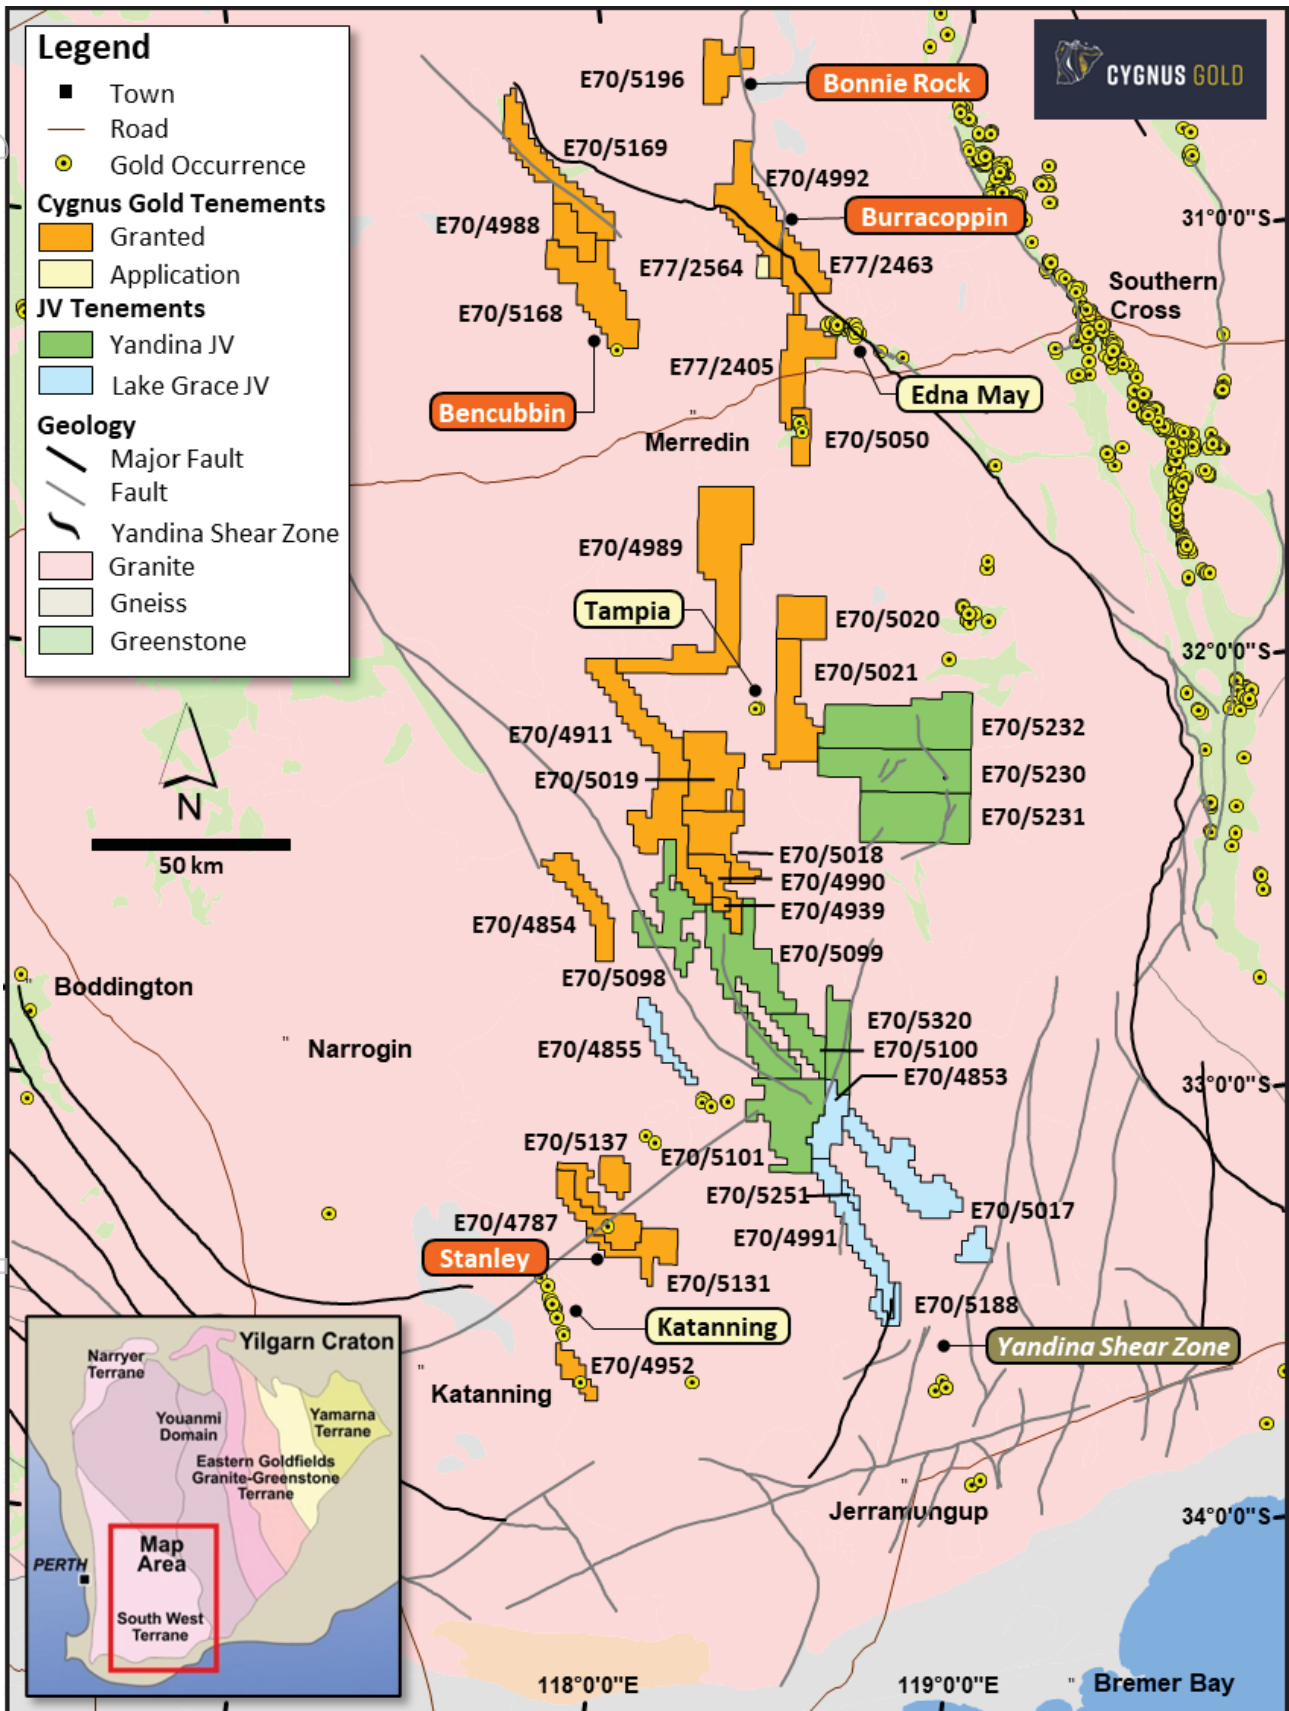 Legend
Town
Road
Gold Occurrence
Cygnus Gold Tenements
Granted
Application
JV Tenements
Yandina JV
Lake Grace JV
Geology
Major Fault
Fault
Yandina Shear Zone
Granite
Gneiss
Greenstone
CYGNUS GOLD
E70/5196
Bonnie Rock
E70/5169
E70/4992
E70/4988
Burracoppin
31°0'0"S
E77/2564
E77/2463
Southern
Cross
E70/5168
E77/2405
Edna May
Bencubbin
Merredin
E70/5050
E70/4989
Tampia
E70/5020
32°0'0"S
E70/5021
E70/4911
E70/5232
E70/5019
E70/5230
E70/5231
N
50 km
E70/5018
E70/4990
E70/4939
E70/4854
E70/5099
E70/5098
Boddington
E70/5320
Narrogin
E70/4855
E70/5100
E70/4853
33°0'0"S
E70/5137
E70/5101
E70/5251
E70/5017
E70/4787
E70/4991
Stanley
E70/5131
E70/5188
Katanning
Yandina Shear Zone
E70/4952
Katanning
Jerramungup
34°0'0"S
118°0'0"E
119°0'0"E
Bremer Bay
Yilgarn Craton
Narryer
Terrane
Youanmi
Domain
Yamarna
Terrane
Eastern Goldfields
Granite-Greenstone
Terrane
Map
Area
PERTH
South West
Terrane